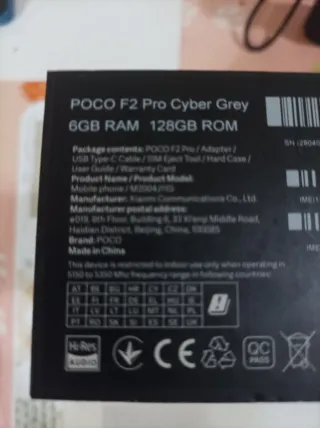 POCO F2 Pro Cyber Grey
6GB RAM 128GB ROM
Package contents: POCO F2 Pro / Adapter /
USB Type-C Cable / SIM Eject Tool / Hard Case /
User Guide / Warranty Card
Product Name / Product Model:
Mobile phone /
Manufacturer: Xiaomi Communications Co., Ltd.
Manufacturer postal address:
Floor, Building 6, 33 Xi'erqi Middle Road,
Haidian District, Beijing, China, 100085
Brand: POCO
Made in China
This device is restricted to indoor use only when operating in
5150 to 5350 Mhz frequency range in following countries:
AT BE BG HR CY CZ DK
EE FI FR DE EL HU IE
IT LV LT LU MT NL PL
PT RO SK SI ES SE UK
SN
IMEI
IMEI
Hi-Res
AUDIO
CE
QC
PASS